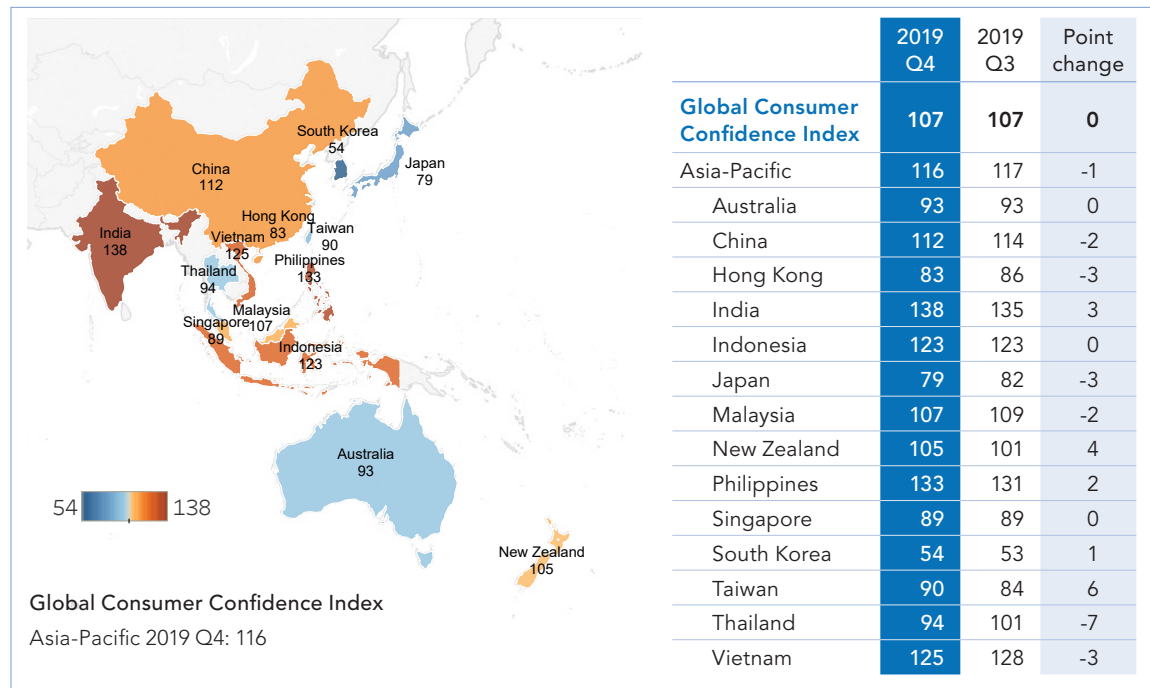 South Korea
54
Japan
79
China
112
Hong Kong
83
Taiwan
90
India
138
Vietnam
125
Philippines
133
Thailand
94
Malaysia
107
Singapore
89
Indonesia
123
Australia
93
54 138
New Zealand
105
Global Consumer Confidence Index
Asia-Pacific 2019 Q4: 116
2019 Q4 2019 Q3 Point change
Global Consumer
Confidence Index 107 107 0
Asia-Pacific 116 117 -1
Australia 93 93 0
China 112 114 -2
Hong Kong 83 86 -3
India 138 135 3
Indonesia 123 123 0
Japan 79 82 -3
Malaysia 107 109 -2
New Zealand 105 101 4
Philippines 133 131 2
Singapore 89 89 0
South Korea 54 53 1
Taiwan 90 84 6
Thailand 94 101 -7
Vietnam 125 128 -3